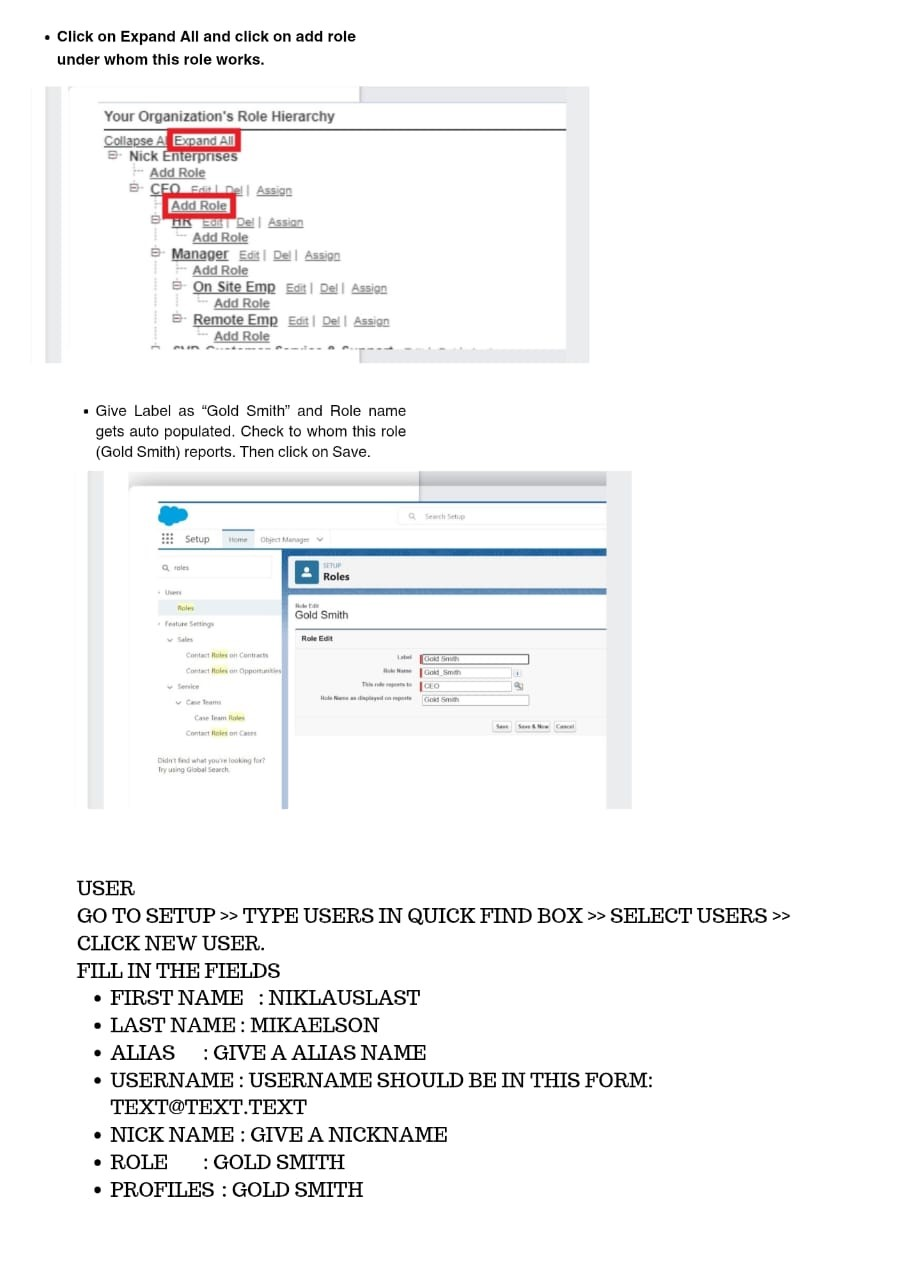 • Click on Expand All and click on add role
under whom this role works.
Your Organization's Role Hierarchy
Collapse Al Expand All
Nick Enterprises
Add Role
CEO Edit | Del | Assign
Add Role
HR Edit | Del | Assign
Add Role
Manager Edit | Del | Assign
Add Role
On Site Emp Edit | Del | Assign
Add Role
Remote Emp Edit | Del | Assign
Add Role
▪ Give Label as “Gold Smith” and Role name
gets auto populated. Check to whom this role
(Gold Smith) reports. Then click on Save.
Search Setup
Setup Home Object Manager
roles
SETUP
Roles
Users
Roles
Feature Settings
Sales
Contact Roles on Contracts
Contact Roles on Opportunities
Service
Case Teams
Case Team Roles
Contact Roles on Cases
Didn't find what you're looking for?
Try using Global Search.
Role Edit
Gold Smith
Role Edit
Label Gold Smith
Role Name Gold_Smith
This role reports to CEO
Role Name as displayed on reports Gold Smith
Save Save & New Cancel
USER
GO TO SETUP >> TYPE USERS IN QUICK FIND BOX >> SELECT USERS >>
CLICK NEW USER.
FILL IN THE FIELDS
• FIRST NAME : NIKLAUSLAST
• LAST NAME : MIKAELSON
• ALIAS : GIVE A ALIAS NAME
• USERNAME : USERNAME SHOULD BE IN THIS FORM:
TEXT@TEXT.TEXT
• NICK NAME : GIVE A NICKNAME
• ROLE : GOLD SMITH
• PROFILES : GOLD SMITH